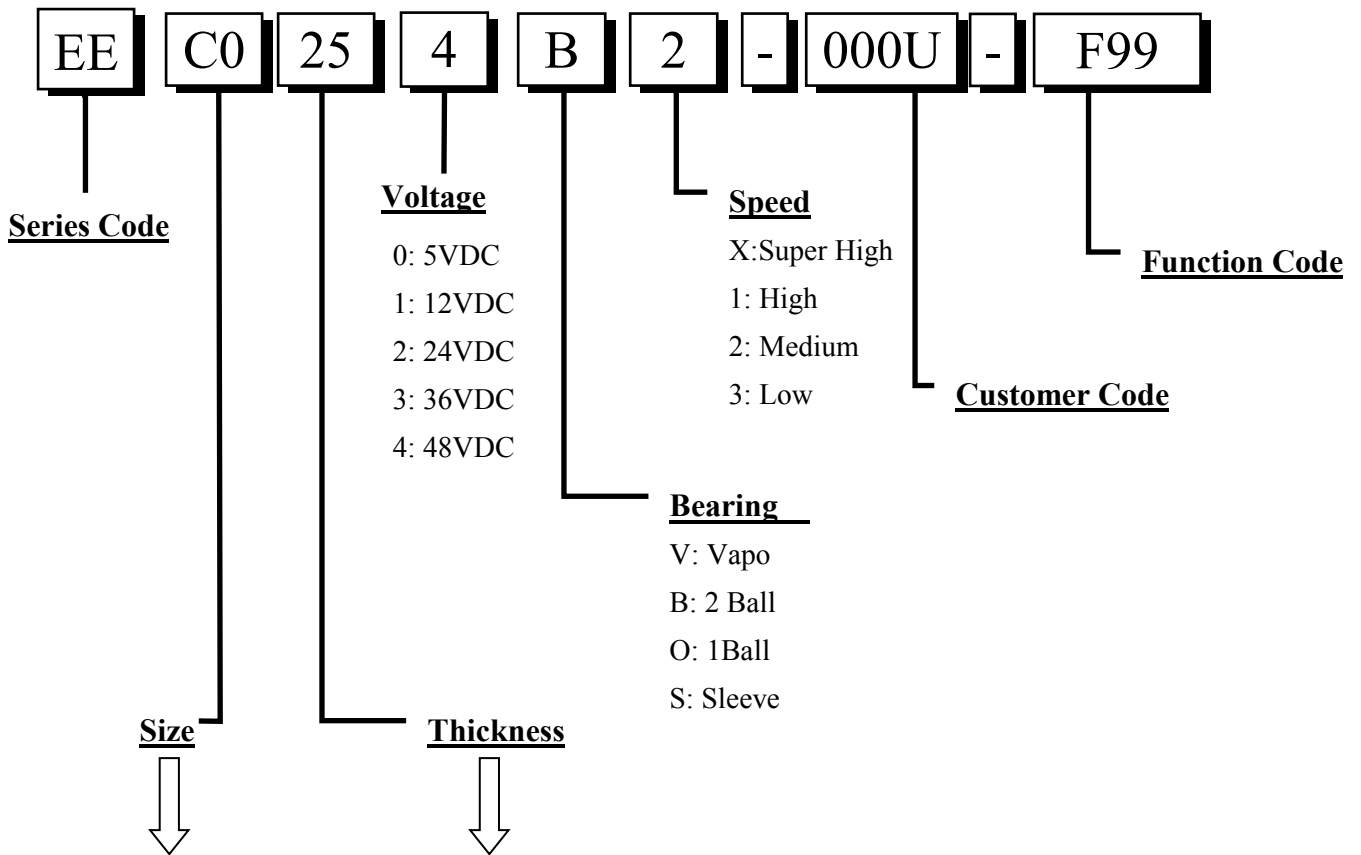 EE C0 25 4 B 2 - 000U - F99
Series Code
Voltage
0: 5VDC
1: 12VDC
2: 24VDC
3: 36VDC
4: 48VDC
Speed
X:Super High
1: High
2: Medium
3: Low
Function Code
Customer Code
Bearing
V: Vapo
B: 2 Ball
O: 1Ball
S: Sleeve
Size
Thickness